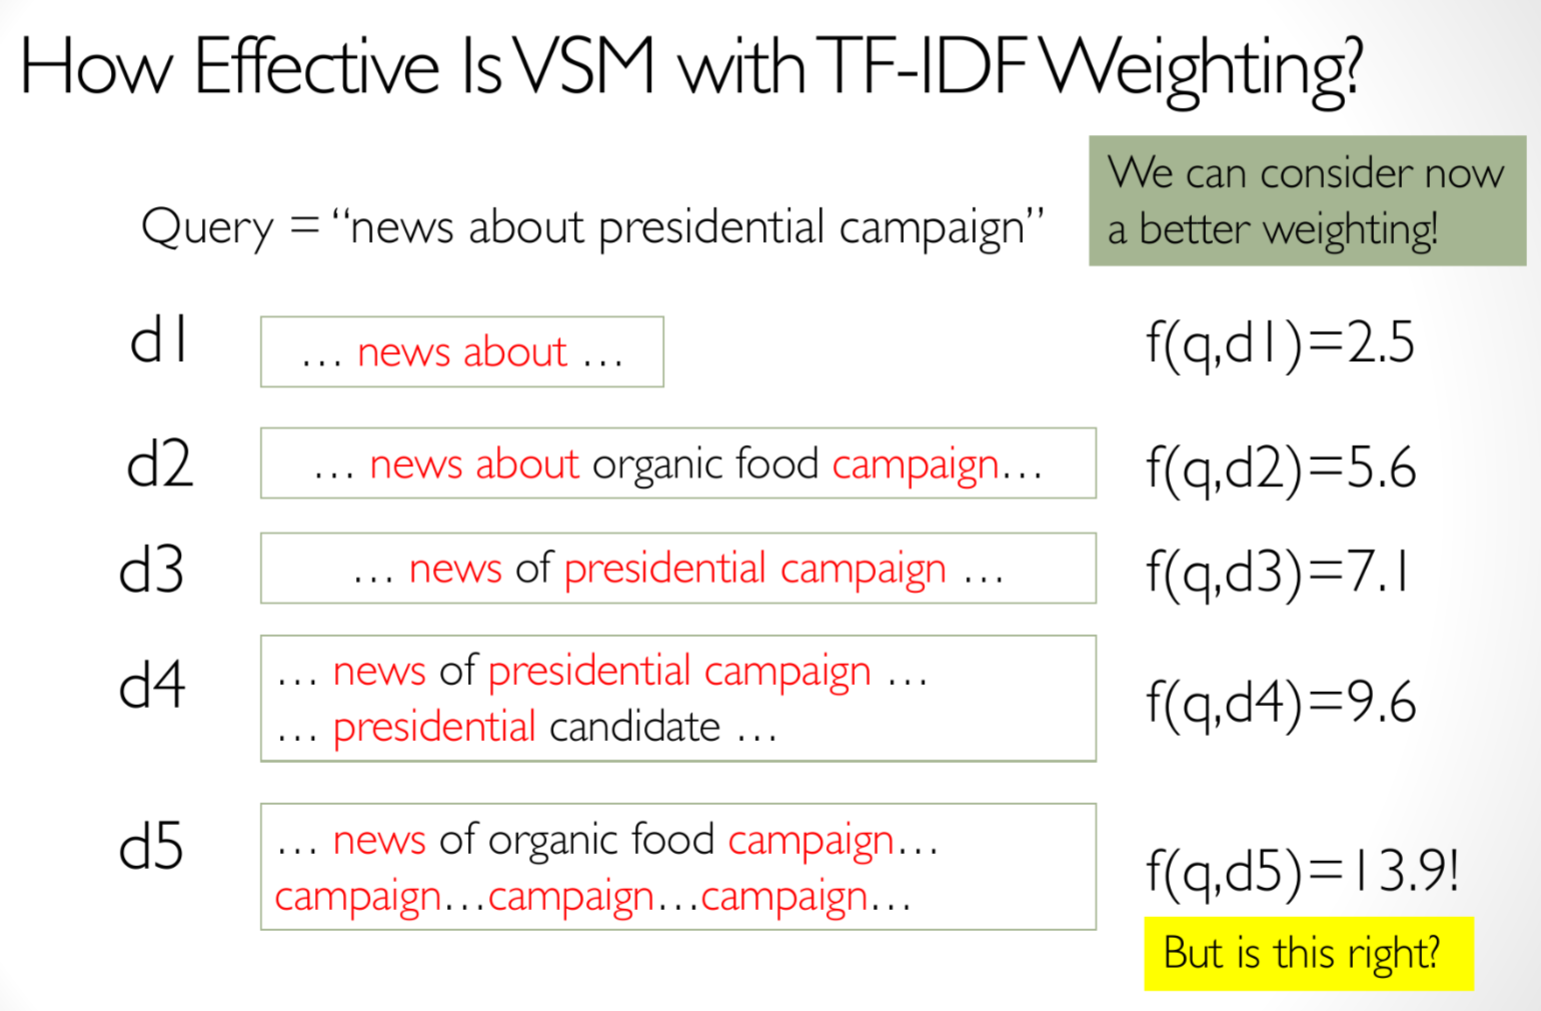 How Effective Is VSM with TF-IDF Weighting?
We can consider now
a better weighting!
Query = “news about presidential campaign”
d1
… news about …
f(q,d1)=2.5
d2
… news about organic food campaign…
f(q,d2)=5.6
d3
… news of presidential campaign …
f(q,d3)=7.1
d4
… news of presidential campaign …
… presidential candidate …
f(q,d4)=9.6
d5
… news of organic food campaign…
campaign…campaign…campaign…
f(q,d5)=13.9!
But is this right?